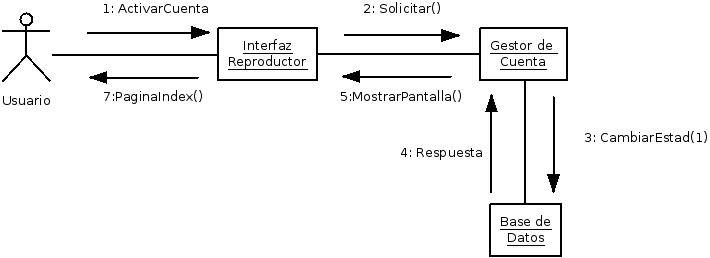 1: ActivarCuenta
2: Solicitar()
Interfaz
Reproductor
Gestor de
Cuenta
Usuario
7:PaginaIndex()
5:MostrarPantalla()
3: CambiarEstad(1)
4: Respuesta
Base de
Datos